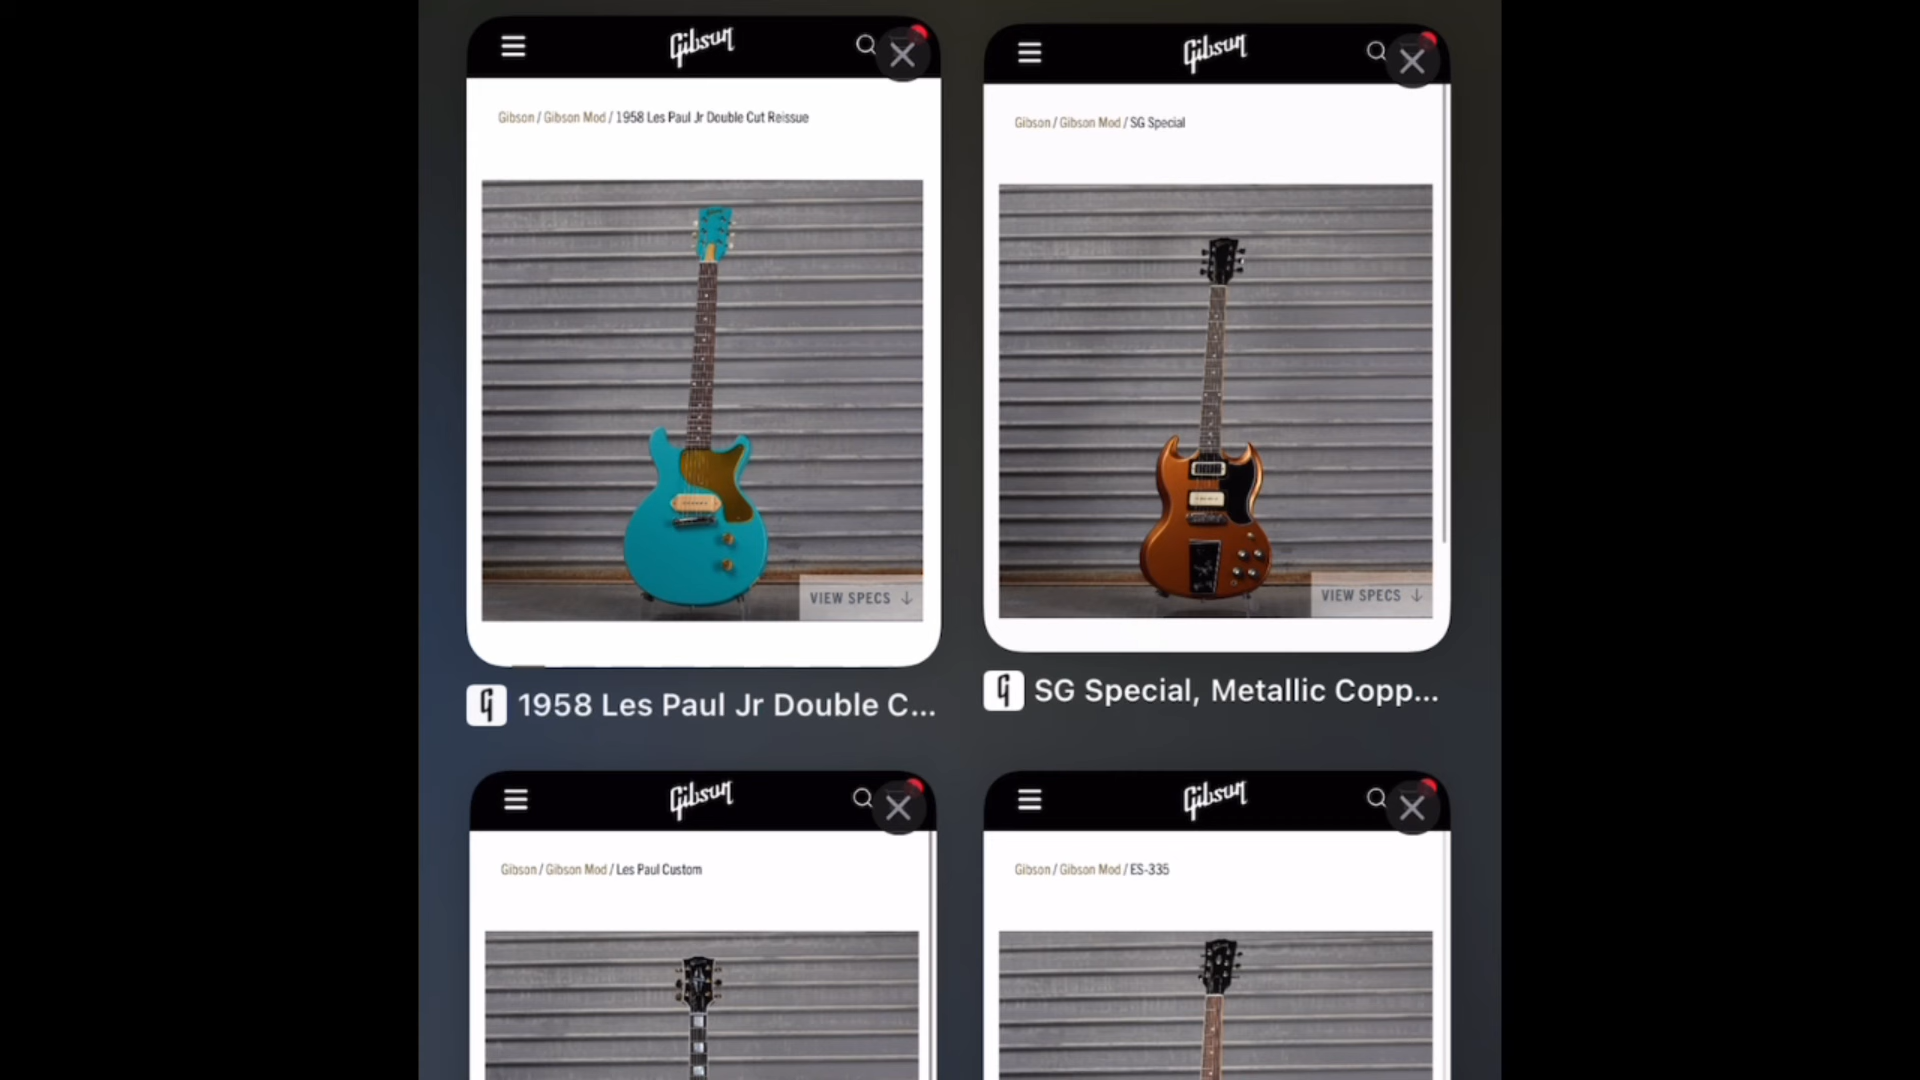 Gibson
Gibson / Gibson Mod / 1958 Les Paul Jr Double Cut Reissue
VIEW SPECS
1958 Les Paul Jr Double C...
Gibson
Gibson / Gibson Mod / SG Special
VIEW SPECS
SG Special, Metallic Copp...
Gibson
Gibson / Gibson Mod / Les Paul Custom
Gibson
Gibson / Gibson Mod / ES-335